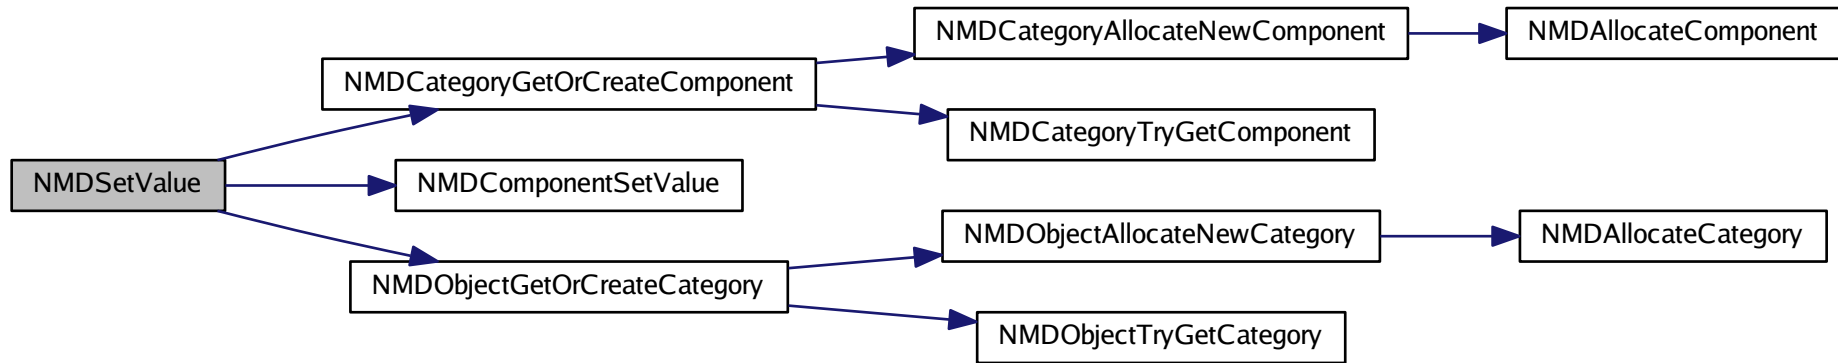 NMDCategoryAllocateNewComponent
NMDAllocateComponent
NMDCategoryGetOrCreateComponent
NMDCategoryTryGetComponent
NMDSetValue
NMDComponentSetValue
NMDObjectAllocateNewCategory
NMDAllocateCategory
NMDObjectGetOrCreateCategory
NMDObjectTryGetCategory